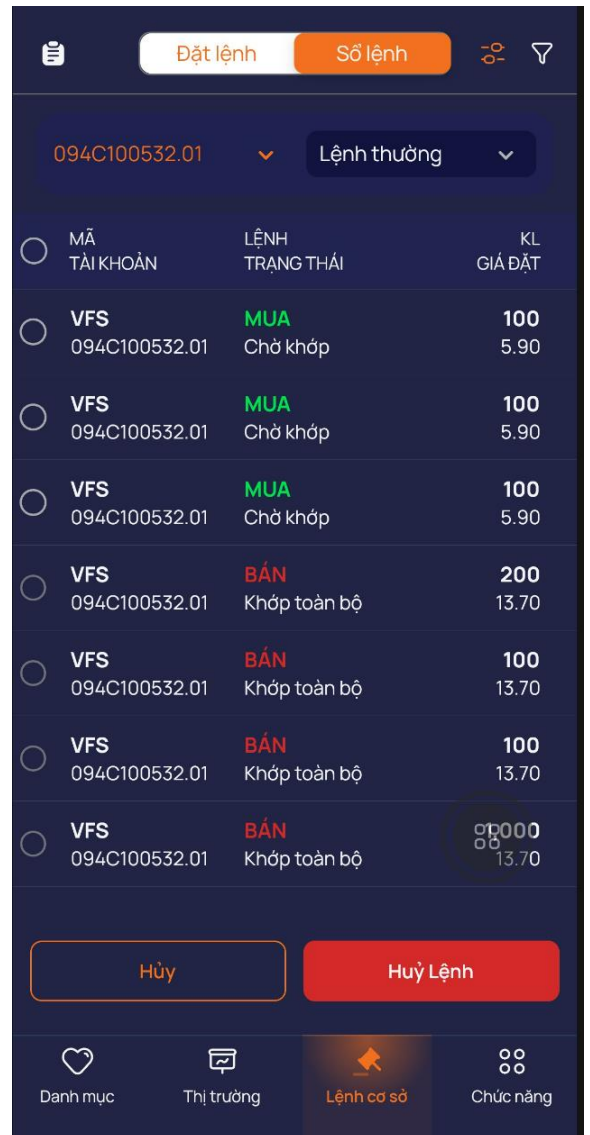 Đặt lệnh Sổ lệnh
094C100532.01 Lệnh thường
MÃ LỆNH KL
TÀI KHOẢN TRẠNG THÁI GIÁ ĐẶT
VFS MUA 100
094C100532.01 Chờ khớp 5.90
VFS MUA 100
094C100532.01 Chờ khớp 5.90
VFS MUA 100
094C100532.01 Chờ khớp 5.90
VFS BÁN 200
094C100532.01 Khớp toàn bộ 13.70
VFS BÁN 100
094C100532.01 Khớp toàn bộ 13.70
VFS BÁN 100
094C100532.01 Khớp toàn bộ 13.70
VFS BÁN 1,000
094C100532.01 Khớp toàn bộ 13.70
Hủy Huỷ Lệnh
Danh mục Thị trường Lệnh cơ sở Chức năng